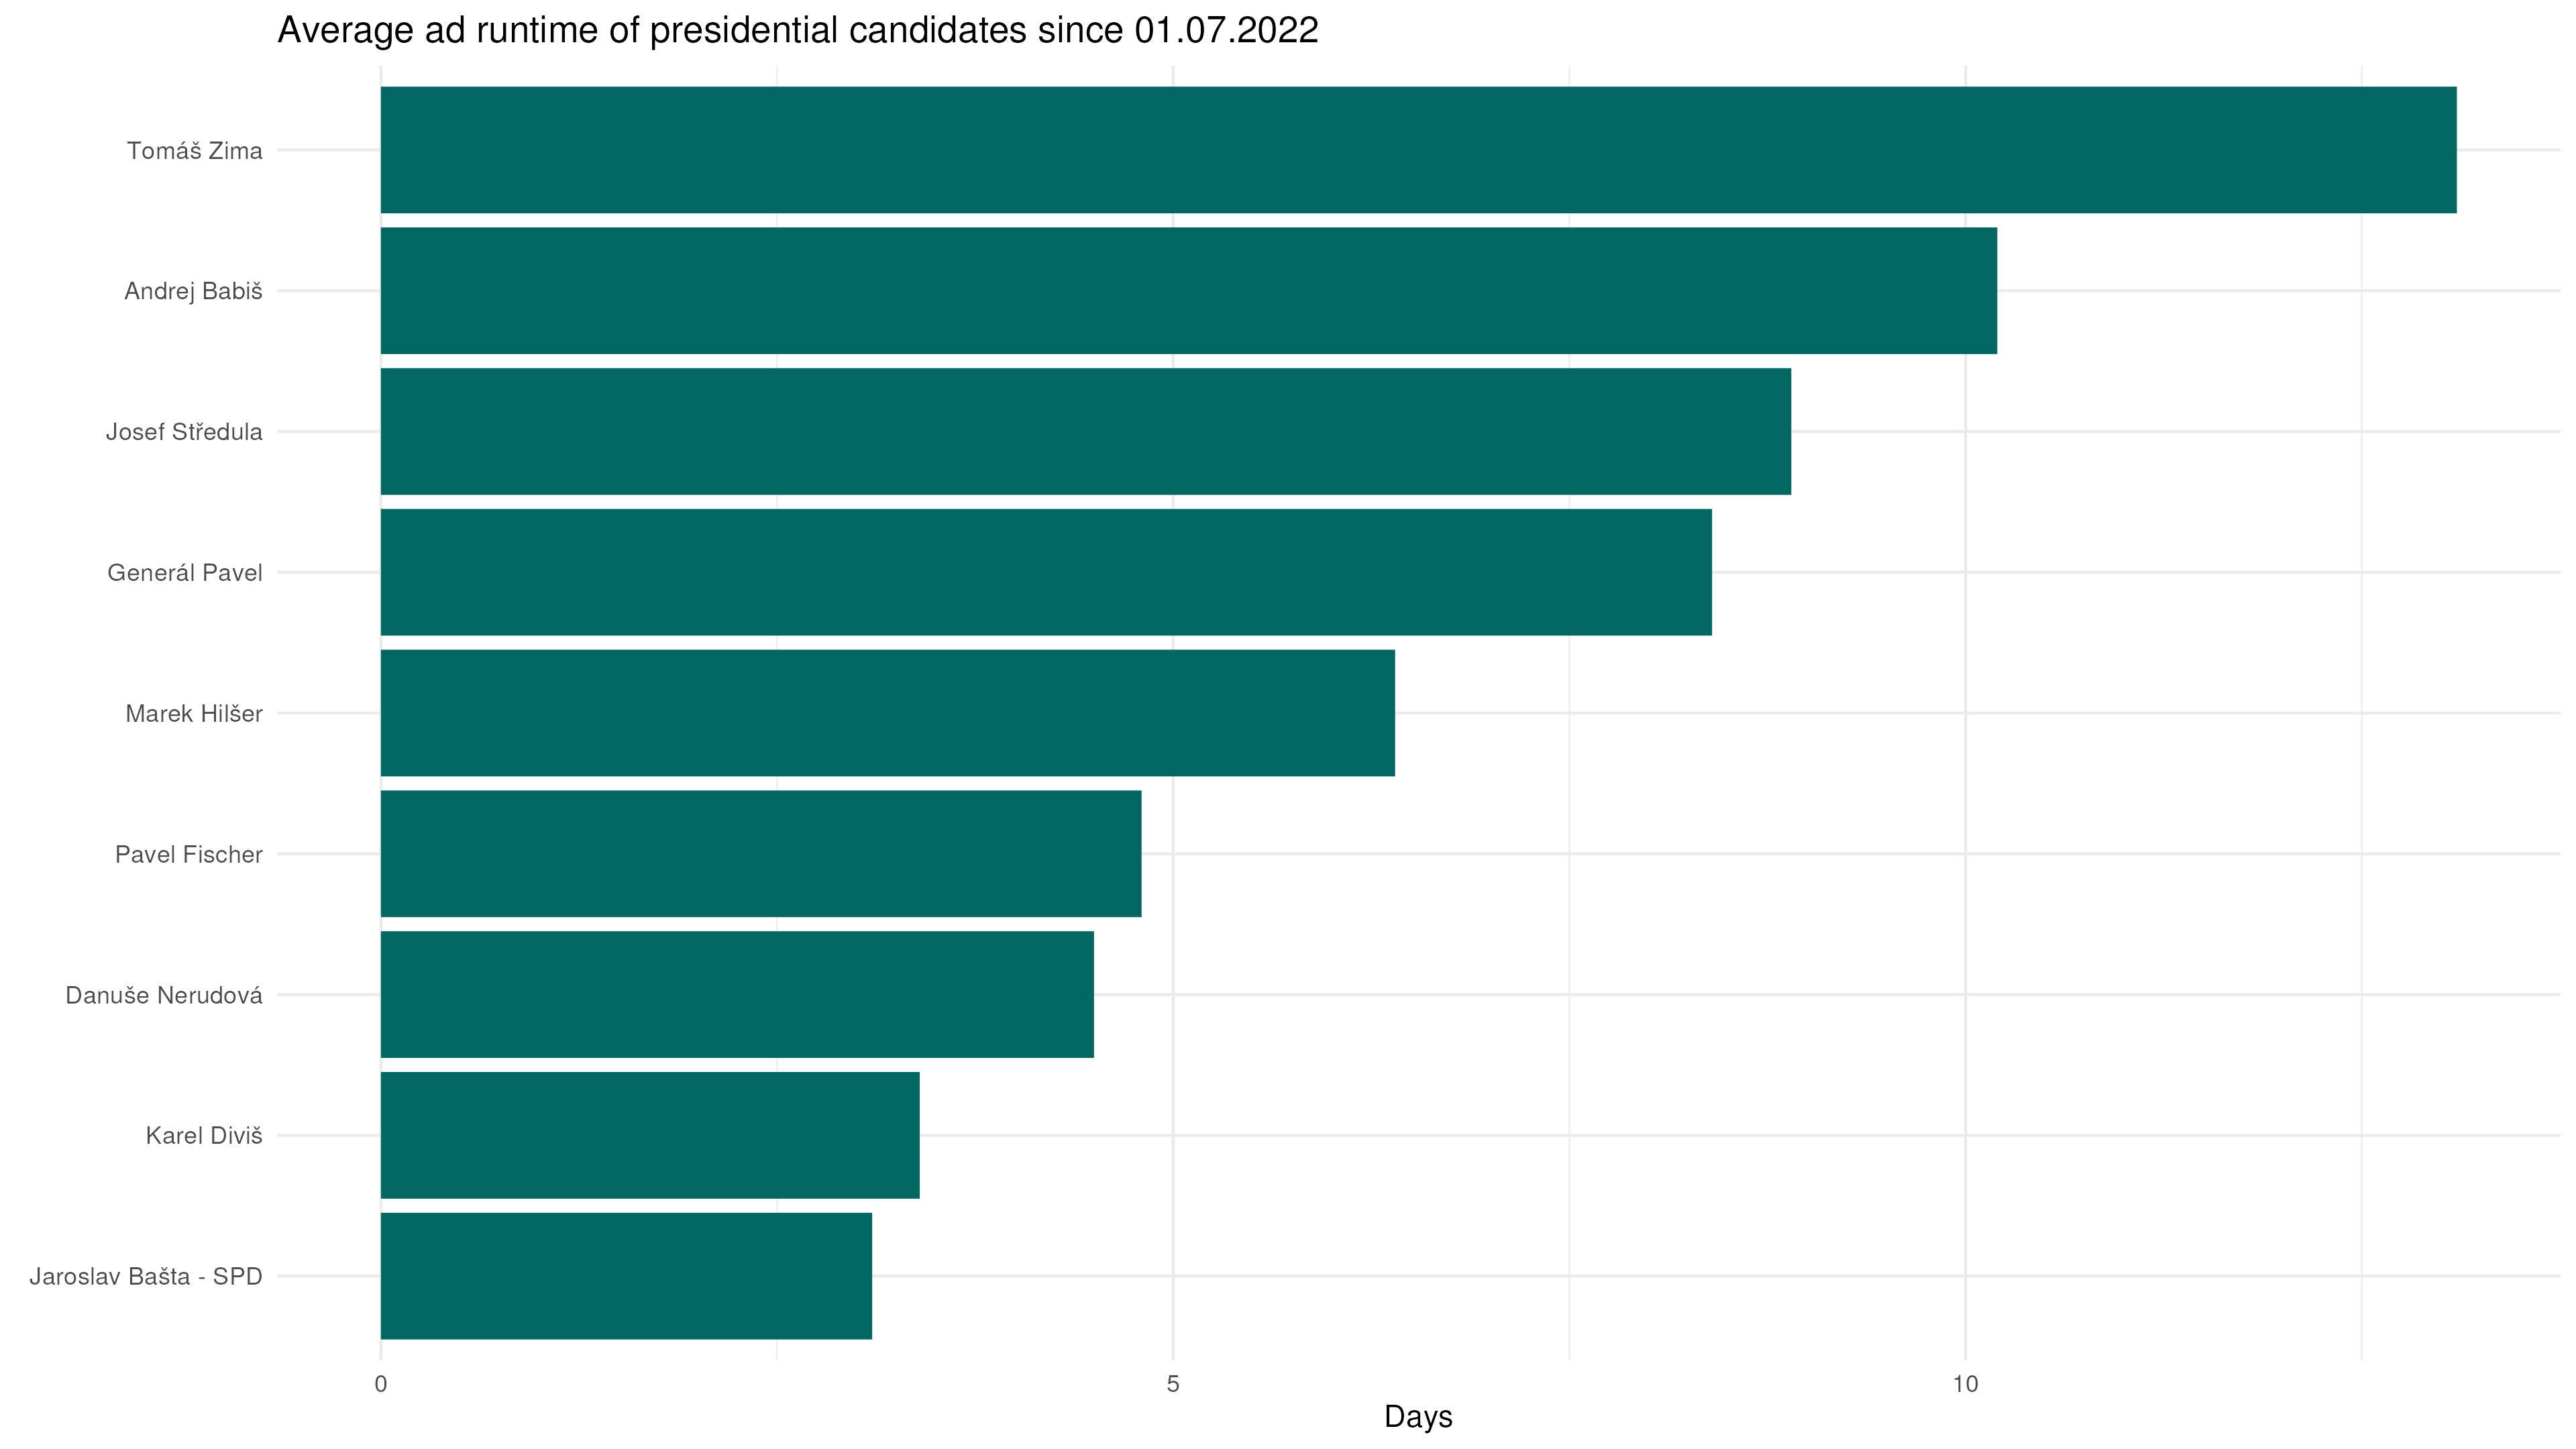 Average ad runtime of presidential candidates since 01.07.2022
Tomáš Zima
Andrej Babiš
Josef Středula
Generál Pavel
Marek Hilšer
Pavel Fischer
Danuše Nerudová
Karel Diviš
Jaroslav Bašta - SPD
0 5 10
Days